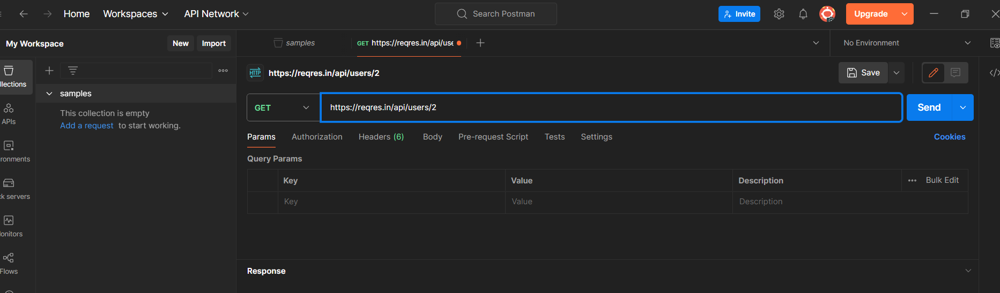 Home Workspaces API Network Search Postman Invite Upgrade
My Workspace New Import samples GET https://reqres.in/api/use No Environment
HTTP https://reqres.in/api/users/2 Save
llections
samples
GET https://reqres.in/api/users/2 Send
This collection is empty
Add a request to start working.
APIs
Params Authorization Headers (6) Body Pre-request Script Tests Settings Cookies
ronments
Query Params
Key Value Description Bulk Edit
ck servers
Key Value Description
onitors
Flows
Response